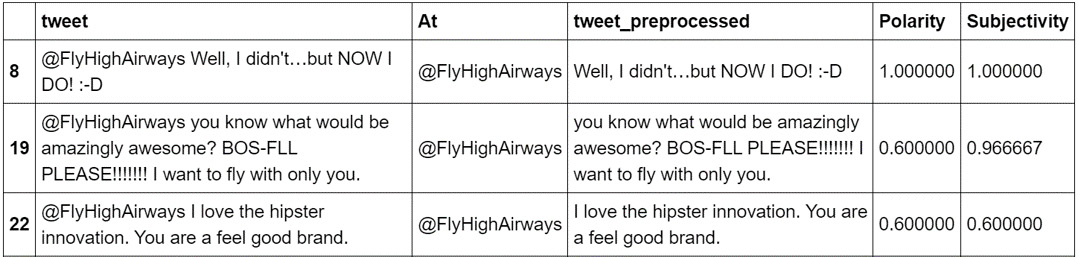 tweet At tweet_preprocessed Polarity Subjectivity
8 @FlyHighAirways Well, I didn't…but NOW I DO! :-D @FlyHighAirways Well, I didn't…but NOW I DO! :-D 1.000000 1.000000
19 @FlyHighAirways you know what would be amazingly awesome? BOS-FLL PLEASE!!!!!!! I want to fly with only you. @FlyHighAirways you know what would be amazingly awesome? BOS-FLL PLEASE!!!!!!! I want to fly with only you. 0.600000 0.966667
22 @FlyHighAirways I love the hipster innovation. You are a feel good brand. @FlyHighAirways I love the hipster innovation. You are a feel good brand. 0.600000 0.600000